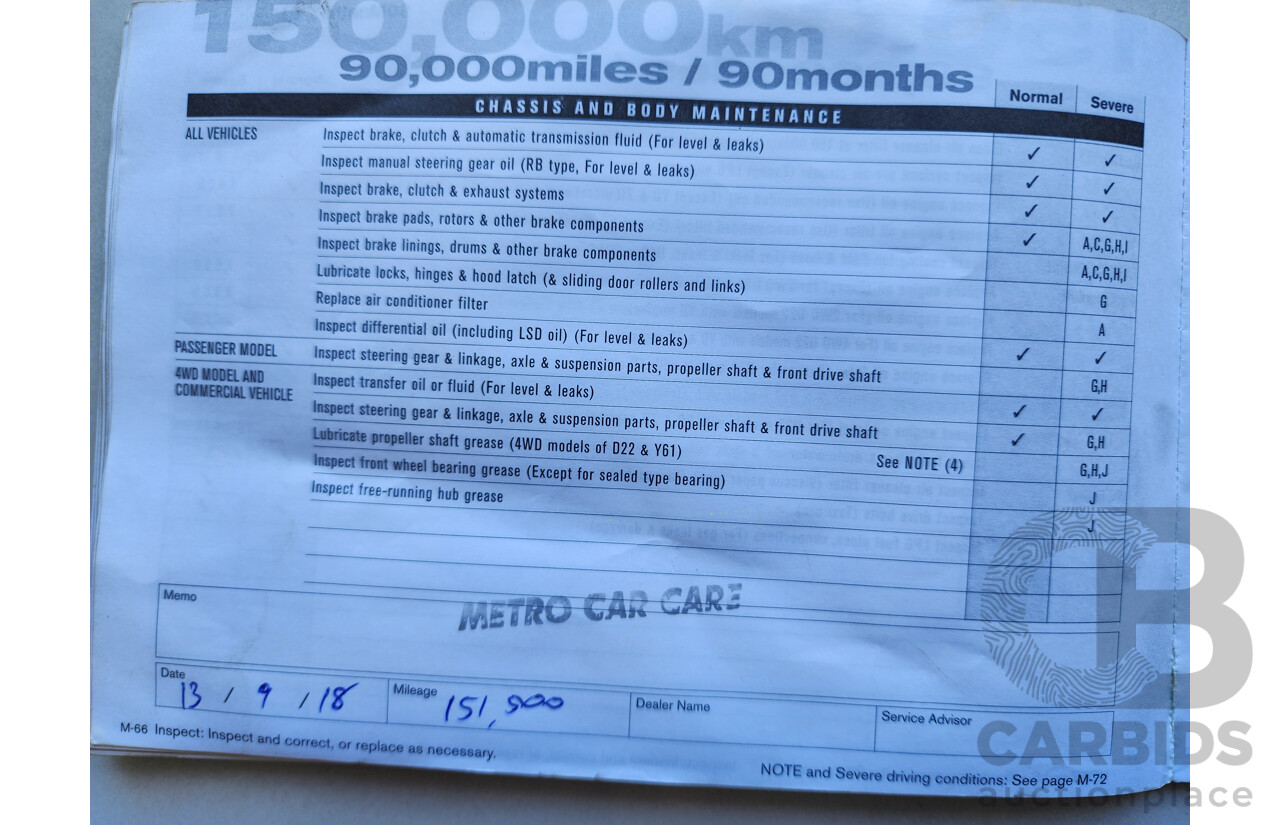 150,000km
90,000miles / 90months
Normal Severe
CHASSIS AND BODY MAINTENANCE
ALL VEHICLES Inspect brake, clutch & automatic transmission fluid (For level & leaks) ✓ ✓
Inspect manual steering gear oil (RB type, For level & leaks) ✓ ✓
Inspect brake, clutch & exhaust systems ✓ ✓
Inspect brake pads, rotors & other brake components ✓ A,C,G,H,I
Inspect brake linings, drums & other brake components A,C,G,H,I
Lubricate locks, hinges & hood latch (& sliding door rollers and links) G
Replace air conditioner filter A
Inspect differential oil (including LSD oil) (For level & leaks) ✓ ✓
PASSENGER MODEL Inspect steering gear & linkage, axle & suspension parts, propeller shaft & front drive shaft G,H
4WD MODEL AND
COMMERCIAL VEHICLE Inspect transfer oil or fluid (For level & leaks) ✓ ✓
Inspect steering gear & linkage, axle & suspension parts, propeller shaft & front drive shaft ✓ G,H
Lubricate propeller shaft grease (4WD models of D22 & Y61) See NOTE (4) G,H,J
Inspect front wheel bearing grease (Except for sealed type bearing) J
Inspect free-running hub grease J
METRO CAR CARE
Memo
Date 13 / 9 / 18 Mileage 151,500 Dealer Name Service Advisor
M-66 Inspect: Inspect and correct, or replace as necessary.
NOTE and Severe driving conditions: See page M-72
CB
CARBIDS
auctionplace